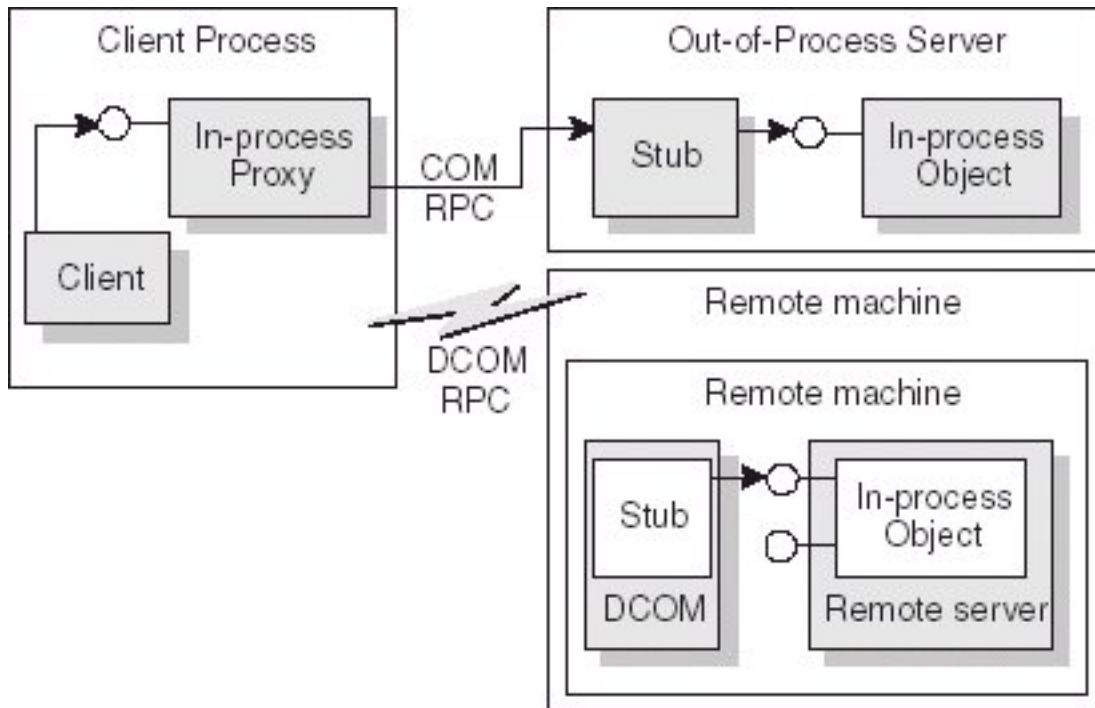 Client Process
In-process
Proxy
Client
COM
RPC
Out-of-Process Server
Stub
In-process
Object
DCOM
RPC
Remote machine
Remote machine
Stub
DCOM
In-process
Object
Remote server